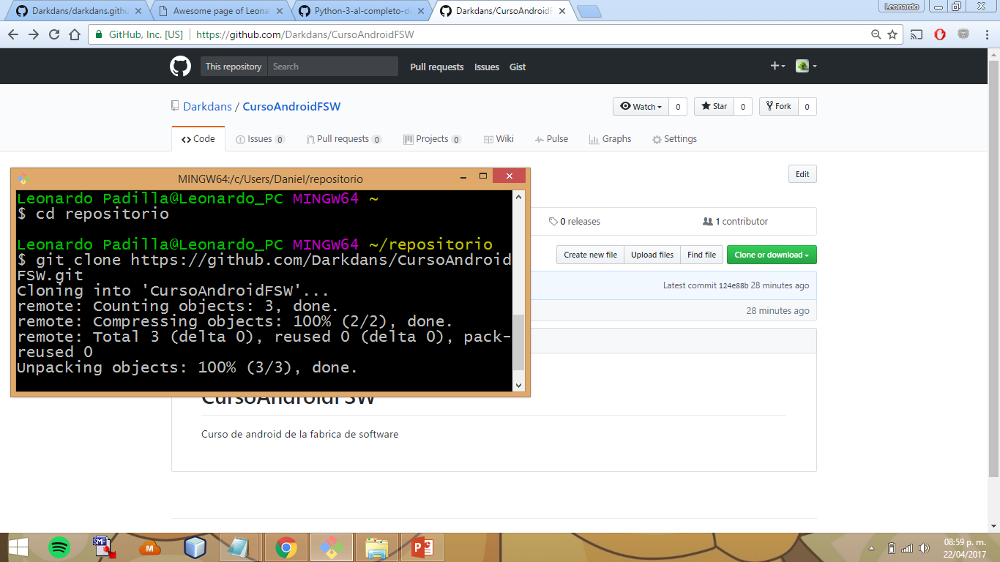 Darkdans/darkdans.githu
Awesome page of Leona
Python-3-al-completo-de
Darkdans/CursoAndroidF
Leonardo
GitHub, Inc. [US]
https://github.com/Darkdans/CursoAndroidFSW
This repository
Search
Pull requests
Issues
Gist
Darkdans / CursoAndroidFSW
Watch
0
Star
0
Fork
0
Code
Issues 0
Pull requests 0
Projects 0
Wiki
Pulse
Graphs
Settings
Edit
0 releases
1 contributor
Create new file
Upload files
Find file
Clone or download
Latest commit 124e88b 28 minutes ago
28 minutes ago
MINGW64:/c/Users/Daniel/repositorio
Leonardo Padilla@Leonardo_PC MINGW64 ~
$ cd repositorio
Leonardo Padilla@Leonardo_PC MINGW64 ~/repositorio
$ git clone https://github.com/Darkdans/CursoAndroid
FSW.git
Cloning into 'CursoAndroidFSW'...
remote: Counting objects: 3, done.
remote: Compressing objects: 100% (2/2), done.
remote: Total 3 (delta 0), reused 0 (delta 0), pack-
reused 0
Unpacking objects: 100% (3/3), done.
CursoAndroidFSW
Curso de android de la fabrica de software
SMF
08:59 p. m.
22/04/2017